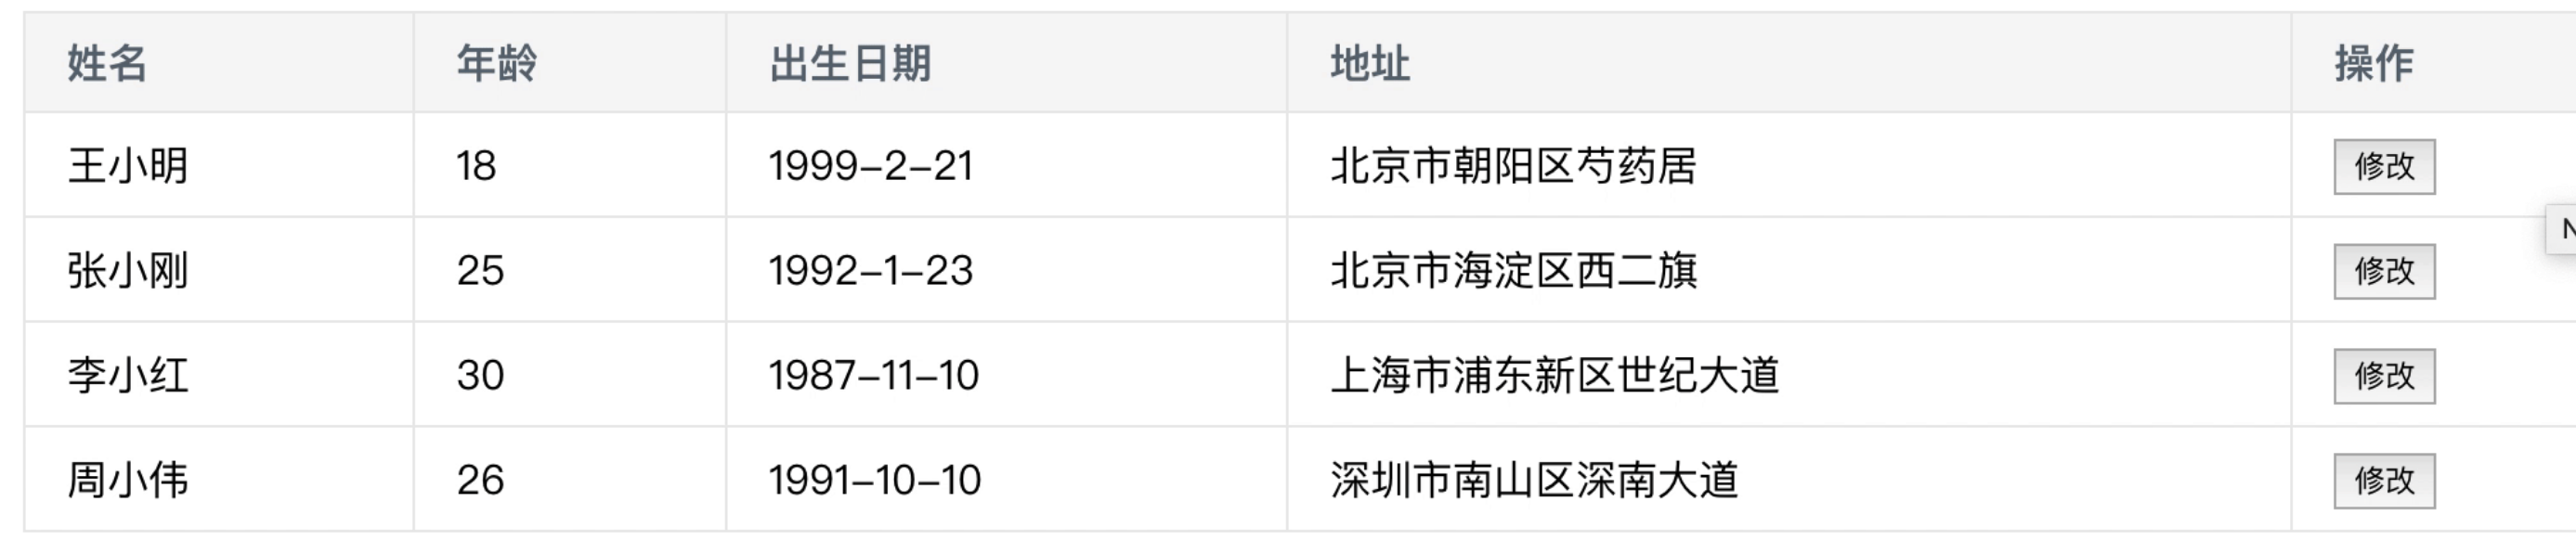 姓名 年龄 出生日期 地址 操作
王小明 18 1999-2-21 北京市朝阳区芍药居 修改
N
张小刚 25 1992-1-23 北京市海淀区西二旗 修改
李小红 30 1987-11-10 上海市浦东新区世纪大道 修改
周小伟 26 1991-10-10 深圳市南山区深南大道 修改